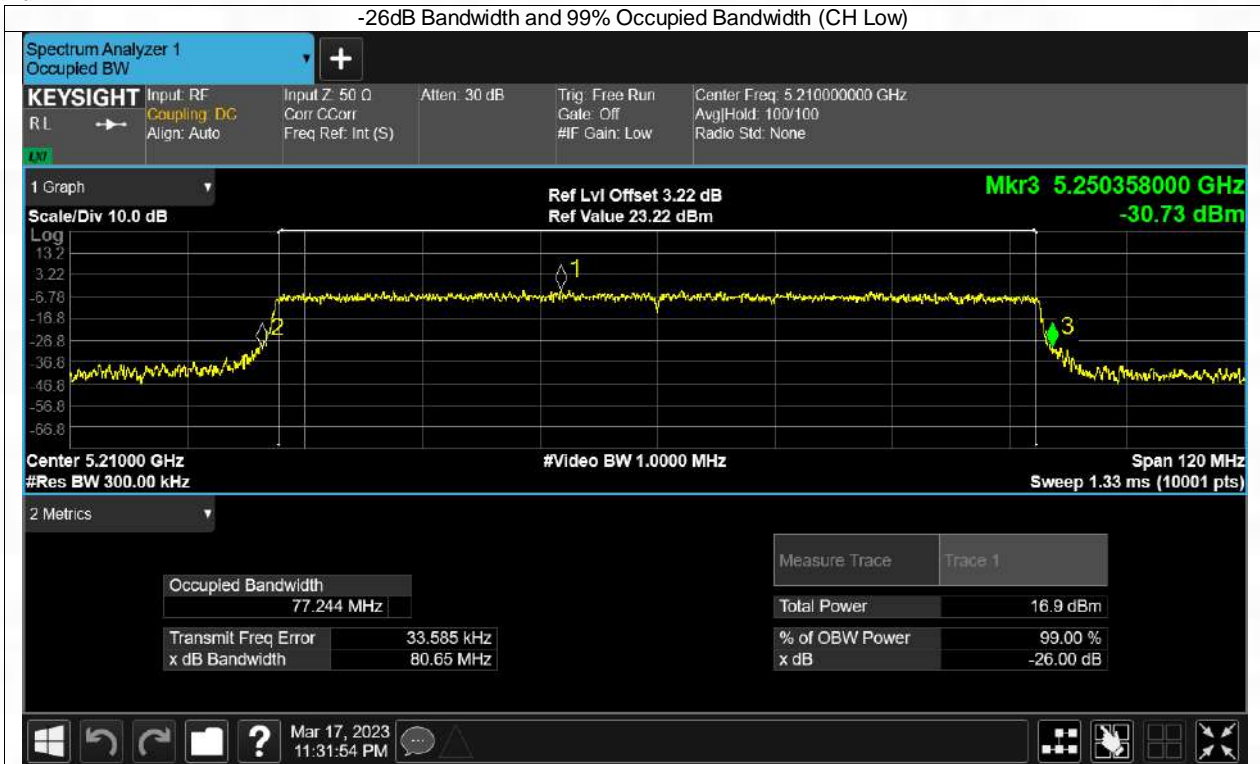 -26dB Bandwidth and 99% Occupied Bandwidth (CH Low)
Spectrum Analyzer 1
Occupied BW
+
KEYSIGHT
RL
LXI
Input: RF
Coupling: DC
Align: Auto
Input Z: 50 Ω
Corr CCorr
Freq Ref: Int (S)
Atten: 30 dB
Trig: Free Run
Gate: Off
#IF Gain: Low
Center Freq: 5.210000000 GHz
Avg|Hold: 100/100
Radio Std: None
1 Graph
Scale/Div 10.0 dB
Ref Lvl Offset 3.22 dB
Ref Value 23.22 dBm
Mkr3 5.250358000 GHz
-30.73 dBm
Log
13.2
3.22
-6.78
-16.8
-26.8
-36.8
-46.8
-56.8
-66.8
1
2
3
Center 5.21000 GHz
#Res BW 300.00 kHz
#Video BW 1.0000 MHz
Span 120 MHz
Sweep 1.33 ms (10001 pts)
2 Metrics
Occupied Bandwidth
77.244 MHz
Transmit Freq Error 33.585 kHz
x dB Bandwidth 80.65 MHz
Measure Trace Trace 1
Total Power 16.9 dBm
% of OBW Power 99.00 %
x dB -26.00 dB
?
Mar 17, 2023
11:31:54 PM